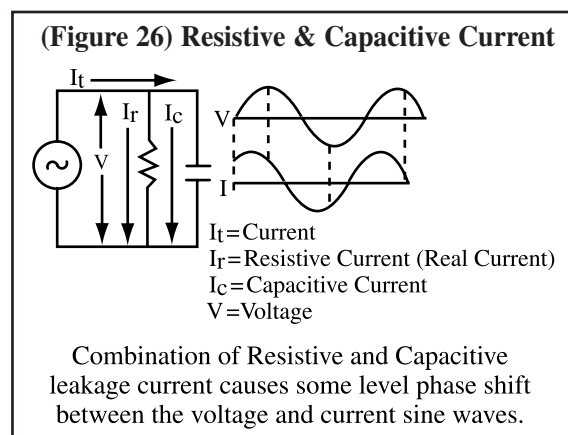 (Figure 26) Resistive & Capacitive Current
It
V
Ir
Ic
V
I
It=Current
Ir=Resistive Current (Real Current)
Ic=Capacitive Current
V=Voltage
Combination of Resistive and Capacitive
leakage current causes some level phase shift
between the voltage and current sine waves.